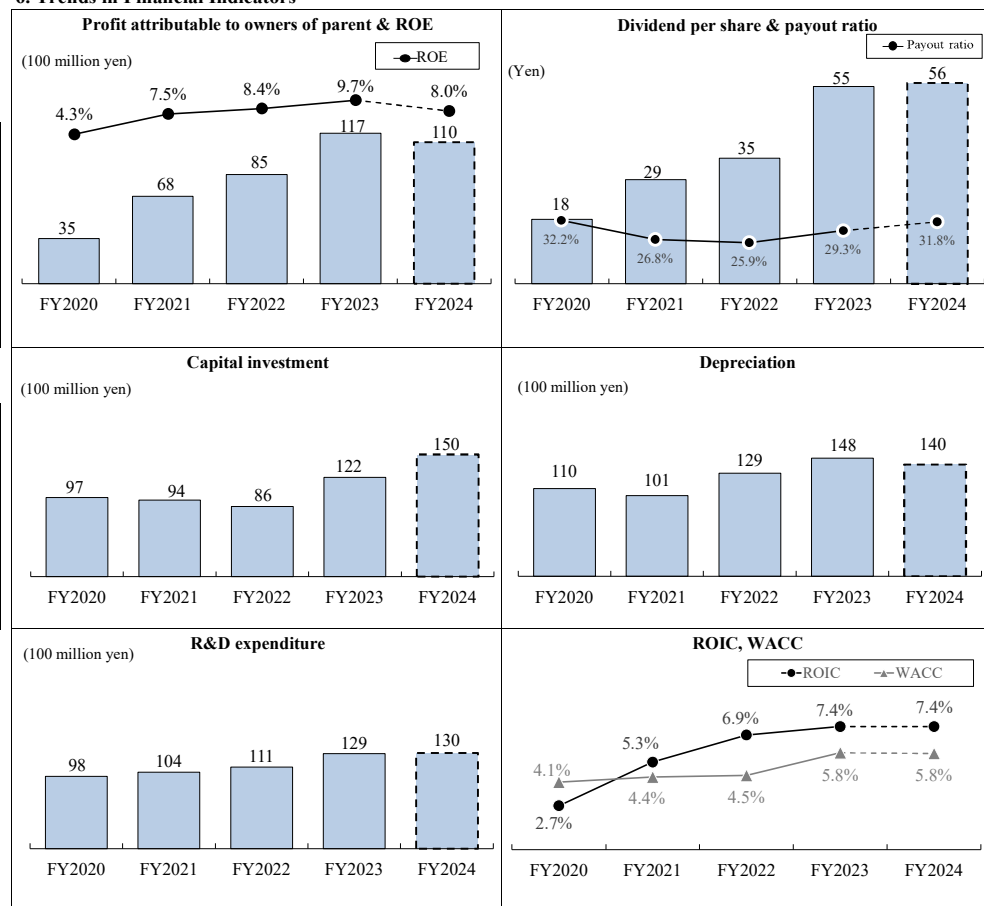 6. Trends in Financial Indicators
Profit attributable to owners of parent & ROE
(100 million yen)
ROE
4.3%
7.5%
8.4%
9.7%
8.0%
35
68
85
117
110
FY2020
FY2021
FY2022
FY2023
FY2024
Dividend per share & payout ratio
Payout ratio
(Yen)
18
29
35
55
56
32.2%
26.8%
25.9%
29.3%
31.8%
FY2020
FY2021
FY2022
FY2023
FY2024
Capital investment
(100 million yen)
97
94
86
122
150
FY2020
FY2021
FY2022
FY2023
FY2024
Depreciation
(100 million yen)
110
101
129
148
140
FY2020
FY2021
FY2022
FY2023
FY2024
R&D expenditure
(100 million yen)
98
104
111
129
130
FY2020
FY2021
FY2022
FY2023
FY2024
ROIC, WACC
ROIC
WACC
2.7%
5.3%
6.9%
7.4%
7.4%
4.1%
4.4%
4.5%
5.8%
5.8%
FY2020
FY2021
FY2022
FY2023
FY2024